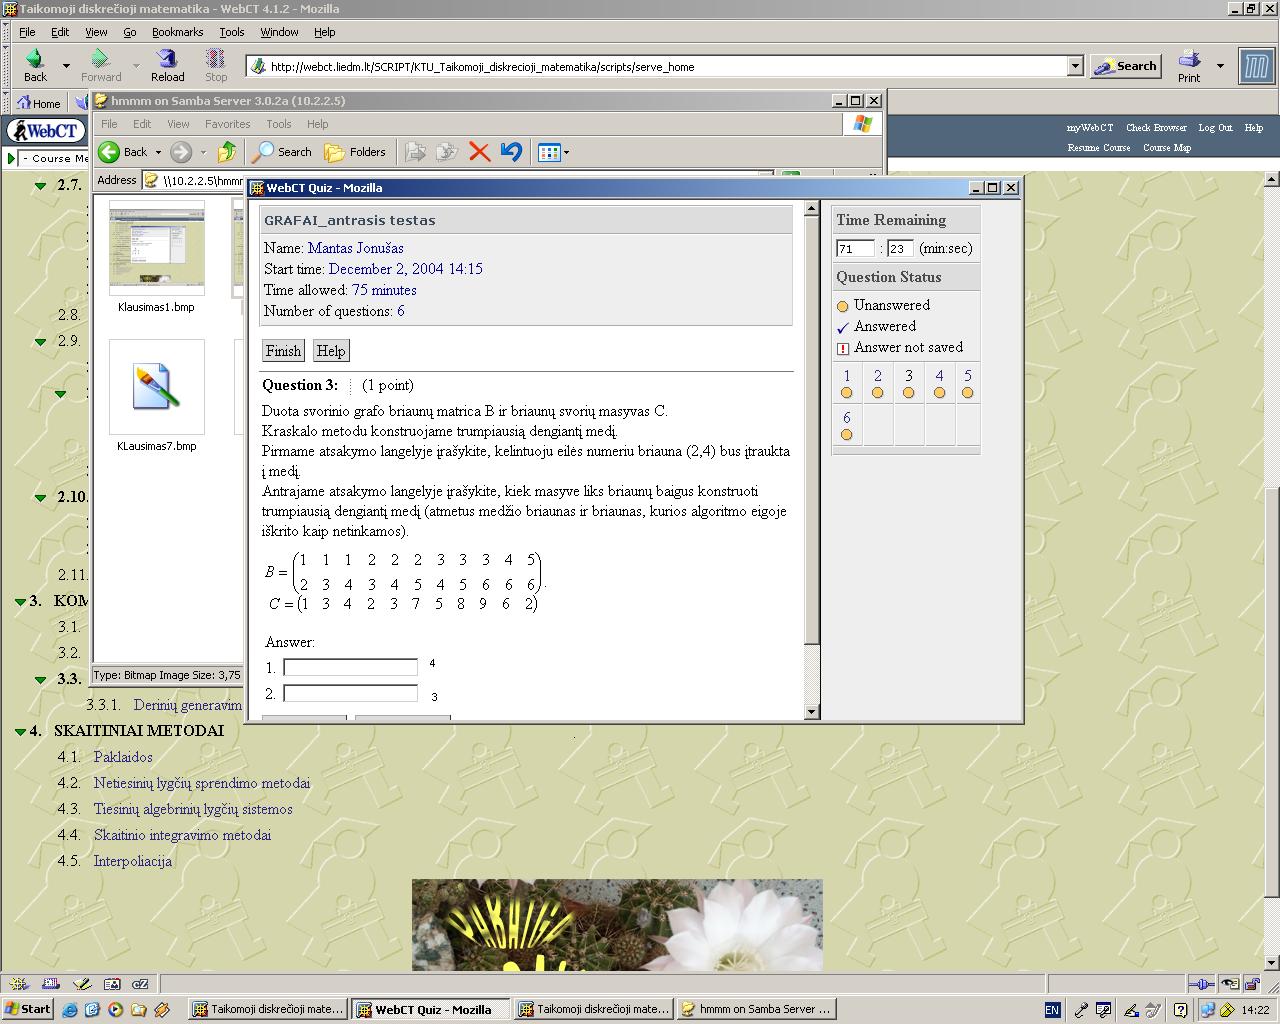 Taikomoji diskrečioji matematika - WebCT 4.1.2 - Mozilla
File Edit View Go Bookmarks Tools Window Help
Back Forward Reload Stop http://webct.liedm.lt/SCRIPT/KTU_Taikomoji_diskrecioji_matematika/scripts/serve_home Search Print
Home
hmmm on Samba Server 3.0.2a (10.2.2.5)
WebCT
myWebCT Check Browser Log Out Help
Resume Course Course Map
File Edit View Favorites Tools Help
- Course Me
Back Search Folders
Address \\10.2.2.5\hmmm
WebCT Quiz - Mozilla
2.7.
2.8.
2.9.
2.10.
2.11.
3. KOM
3.1.
3.2.
3.3.
3.3.1. Derinių generavim
4. SKAITINIAI METODAI
4.1. Paklaidos
4.2. Netiesinių lygčių sprendimo metodai
4.3. Tiesinių algebrinių lygčių sistemos
4.4. Skaitinio integravimo metodai
4.5. Interpoliacija
Klausimas1.bmp
KLausimas7.bmp
Type: Bitmap Image Size: 3,75
GRAFAI_antrasis testas
Name: Mantas Jonušas
Start time: December 2, 2004 14:15
Time allowed: 75 minutes
Number of questions: 6
Finish Help
Question 3: (1 point)
Duota svorinio grafo briaunų matrica B ir briaunų svorių masyvas C.
Kraskalo metodu konstruojame trumpiausią dengiantį medį.
Pirmame atsakymo langelyje įrašykite, kelintuoju eilės numeriu briauna (2,4) bus įtraukta
į medį.
Antrajame atsakymo langelyje įrašykite, kiek masyve liks briaunų baigus konstruoti
trumpiausią dengiantį medį (atmetus medžio briaunas ir briaunas, kurios algoritmo eigoje
iškrito kaip netinkamos).
B = (1 1 1 2 2 2 3 3 3 4 5
2 3 4 3 4 5 4 5 6 6 6).
C = (1 3 4 2 3 7 5 8 9 6 2)
Answer:
1. 4
2. 3
Time Remaining
71 : 23 (min:sec)
Question Status
Unanswered
Answered
Answer not saved
1 2 3 4 5
6
Start Taikomoji diskrečioji mate... WebCT Quiz - Mozilla Taikomoji diskrečioji mate... hmmm on Samba Server ... EN 14:22